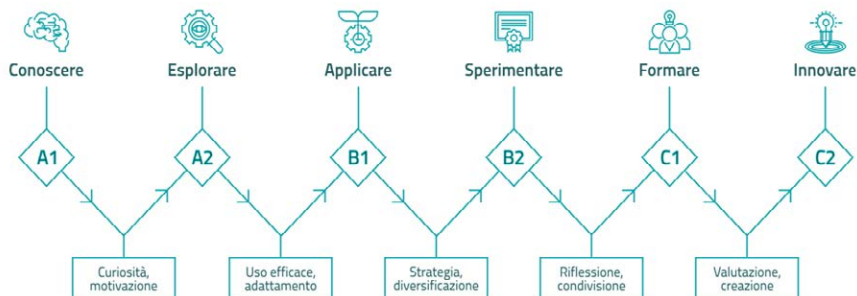 Conoscere
Esplorare
Applicare
Sperimentare
Formare
Innovare
A1
A2
B1
B2
C1
C2
Curiosità,
motivazione
Uso efficace,
adattamento
Strategia,
diversificazione
Riflessione,
condivisione
Valutazione,
creazione